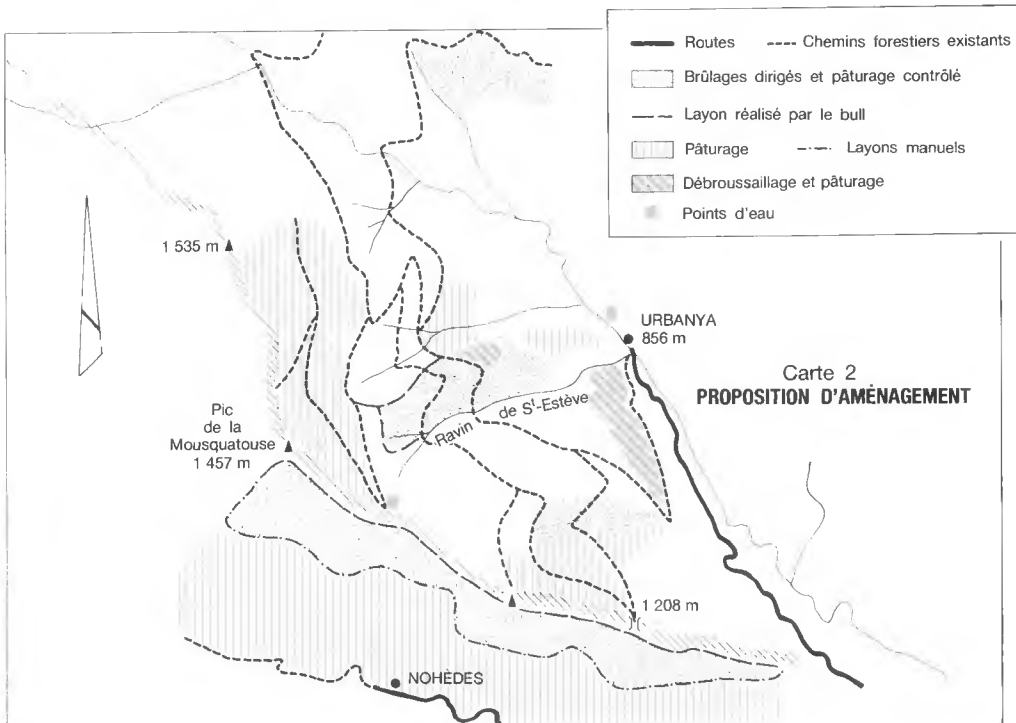 Routes
Chemins forestiers existants
Brûlages dirigés et pâturage contrôlé
Layon réalisé par le bull
Pâturage
Layons manuels
Débroussaillage et pâturage
Points d'eau
1 535 m
URBANYA
856 m
Carte 2
PROPOSITION D'AMÉNAGEMENT
Ravin de St-Estève
Pic
de la
Mousquatouse
1 457 m
1 208 m
NOHÈDES